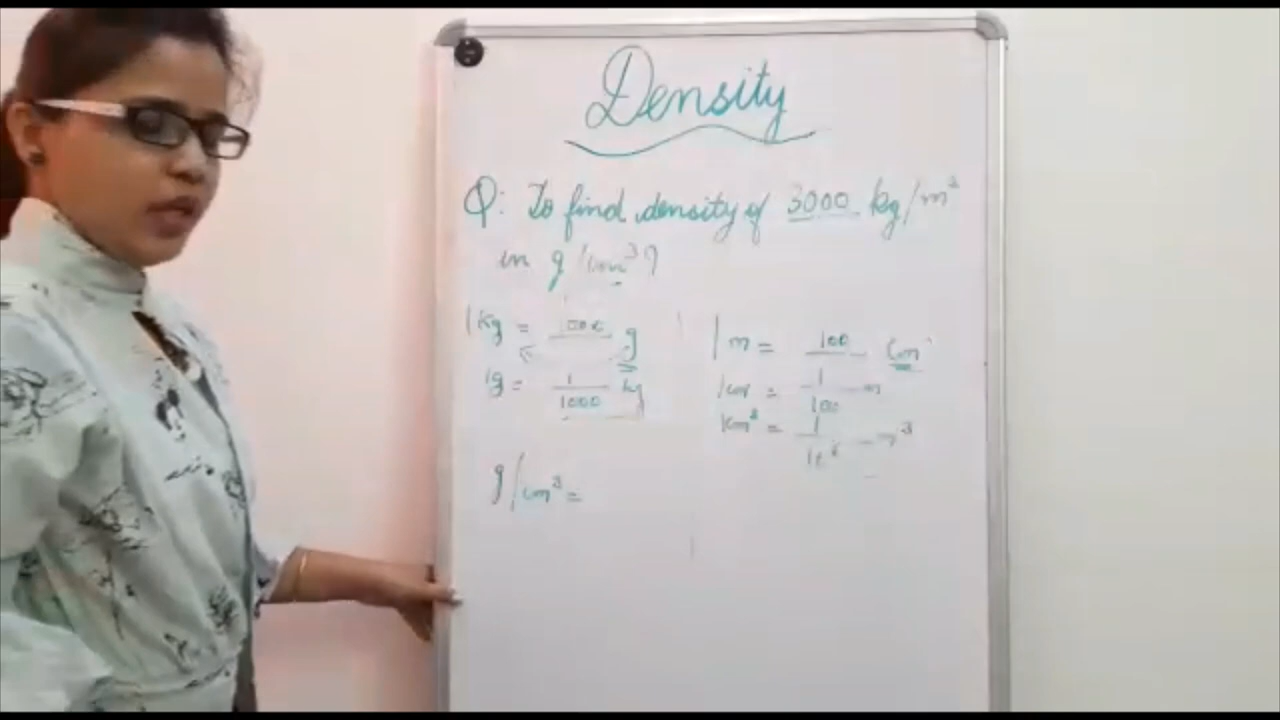 Density
Q: To find density of 3000 kg/m³
in g/cm³?
1 kg = 1000 g
1g = 1/1000 kg
1 m = 100 cm
1cm = 1/100 m
1cm³ = 1/10⁶ m³
g/cm³ =